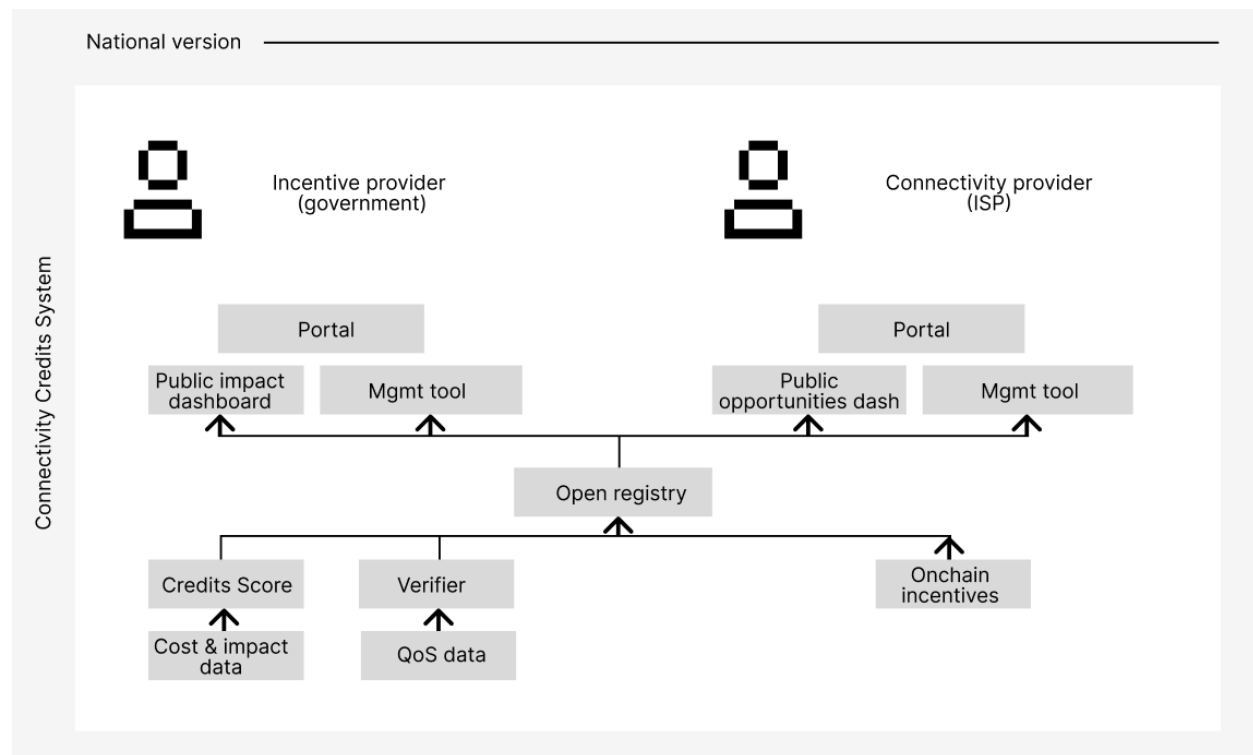 National version
Connectivity Credits System
Incentive provider
(government)
Connectivity provider
(ISP)
Portal
Portal
Public impact
dashboard
Mgmt tool
Public
opportunities dash
Mgmt tool
Open registry
Credits Score
Verifier
Onchain
incentives
Cost & impact
data
QoS data